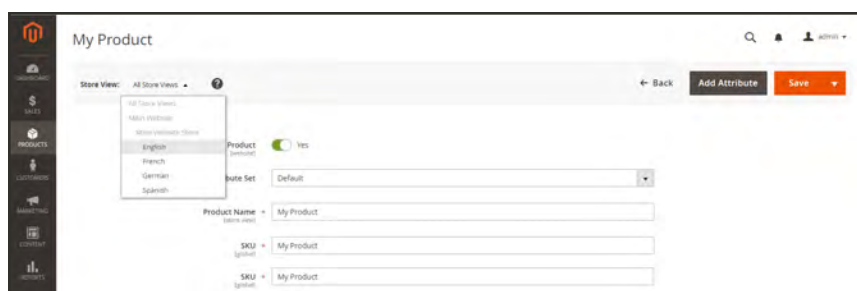 My Product
admin
DASHBOARD
SALES
PRODUCTS
CUSTOMERS
MARKETING
CONTENT
REPORTS
Store View: All Store Views
Back
Add Attribute
Save
All Store Views
Main Website
Main Website Store
English
French
German
Spanish
Product
[website]
Yes
bute Set
Default
Product Name *
[store view]
My Product
SKU *
[global]
My Product
SKU *
[global]
My Product